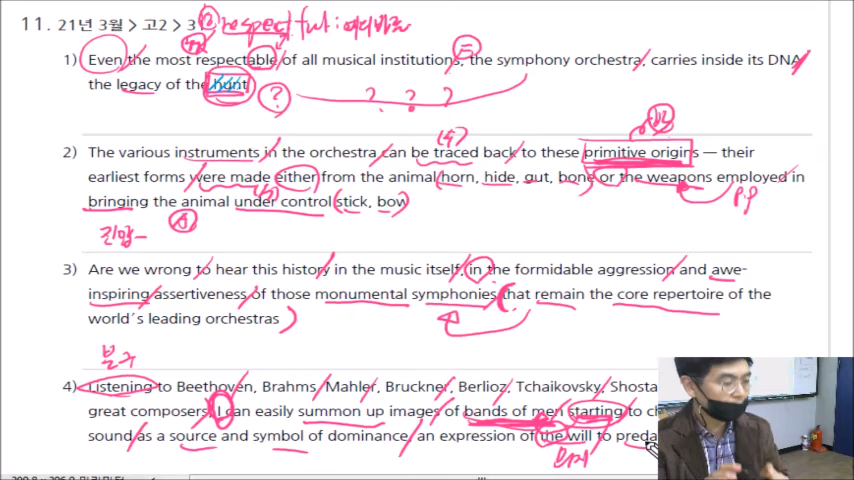 11. 21년 3월 > 고2 > 3
respectful : 예의바른
1) Even the most respectable of all musical institutions, the symphony orchestra, carries inside its DNA
the legacy of the hunt
? ? ? ?
2) The various instruments in the orchestra can be traced back to these primitive origins — their
earliest forms were made either from the animal (horn, hide, gut, bone) or the weapons employed in
p.p
bringing the animal under control (stick, bow)
3) Are we wrong to hear this history in the music itself, in the formidable aggression and awe-
inspiring assertiveness of those monumental symphonies that remain the core repertoire of the
world's leading orchestras
분구
4) Listening to Beethoven, Brahms, Mahler, Bruckner, Berlioz, Tchaikovsky, Shosta
great composers, I can easily summon up images of bands of men starting to
sound as a source and symbol of dominance, an expression of the will to